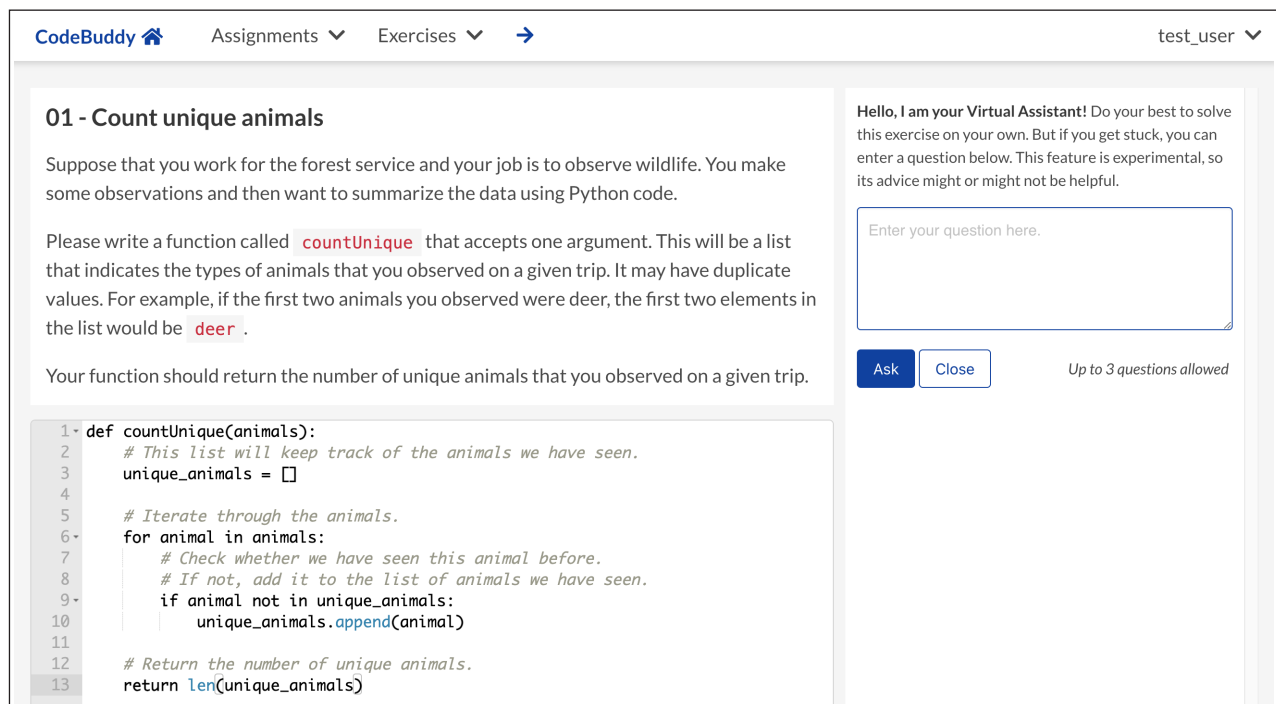 CodeBuddy Assignments Exercises test_user
01 - Count unique animals
Suppose that you work for the forest service and your job is to observe wildlife. You make
some observations and then want to summarize the data using Python code.
Please write a function called countUnique that accepts one argument. This will be a list
that indicates the types of animals that you observed on a given trip. It may have duplicate
values. For example, if the first two animals you observed were deer, the first two elements in
the list would be deer .
Your function should return the number of unique animals that you observed on a given trip.
1 def countUnique(animals):
2     # This list will keep track of the animals we have seen.
3     unique_animals = []
4
5     # Iterate through the animals.
6     for animal in animals:
7         # Check whether we have seen this animal before.
8         # If not, add it to the list of animals we have seen.
9         if animal not in unique_animals:
10             unique_animals.append(animal)
11
12     # Return the number of unique animals.
13     return len(unique_animals)
Hello, I am your Virtual Assistant! Do your best to solve
this exercise on your own. But if you get stuck, you can
enter a question below. This feature is experimental, so
its advice might or might not be helpful.
Enter your question here.
Ask Close Up to 3 questions allowed